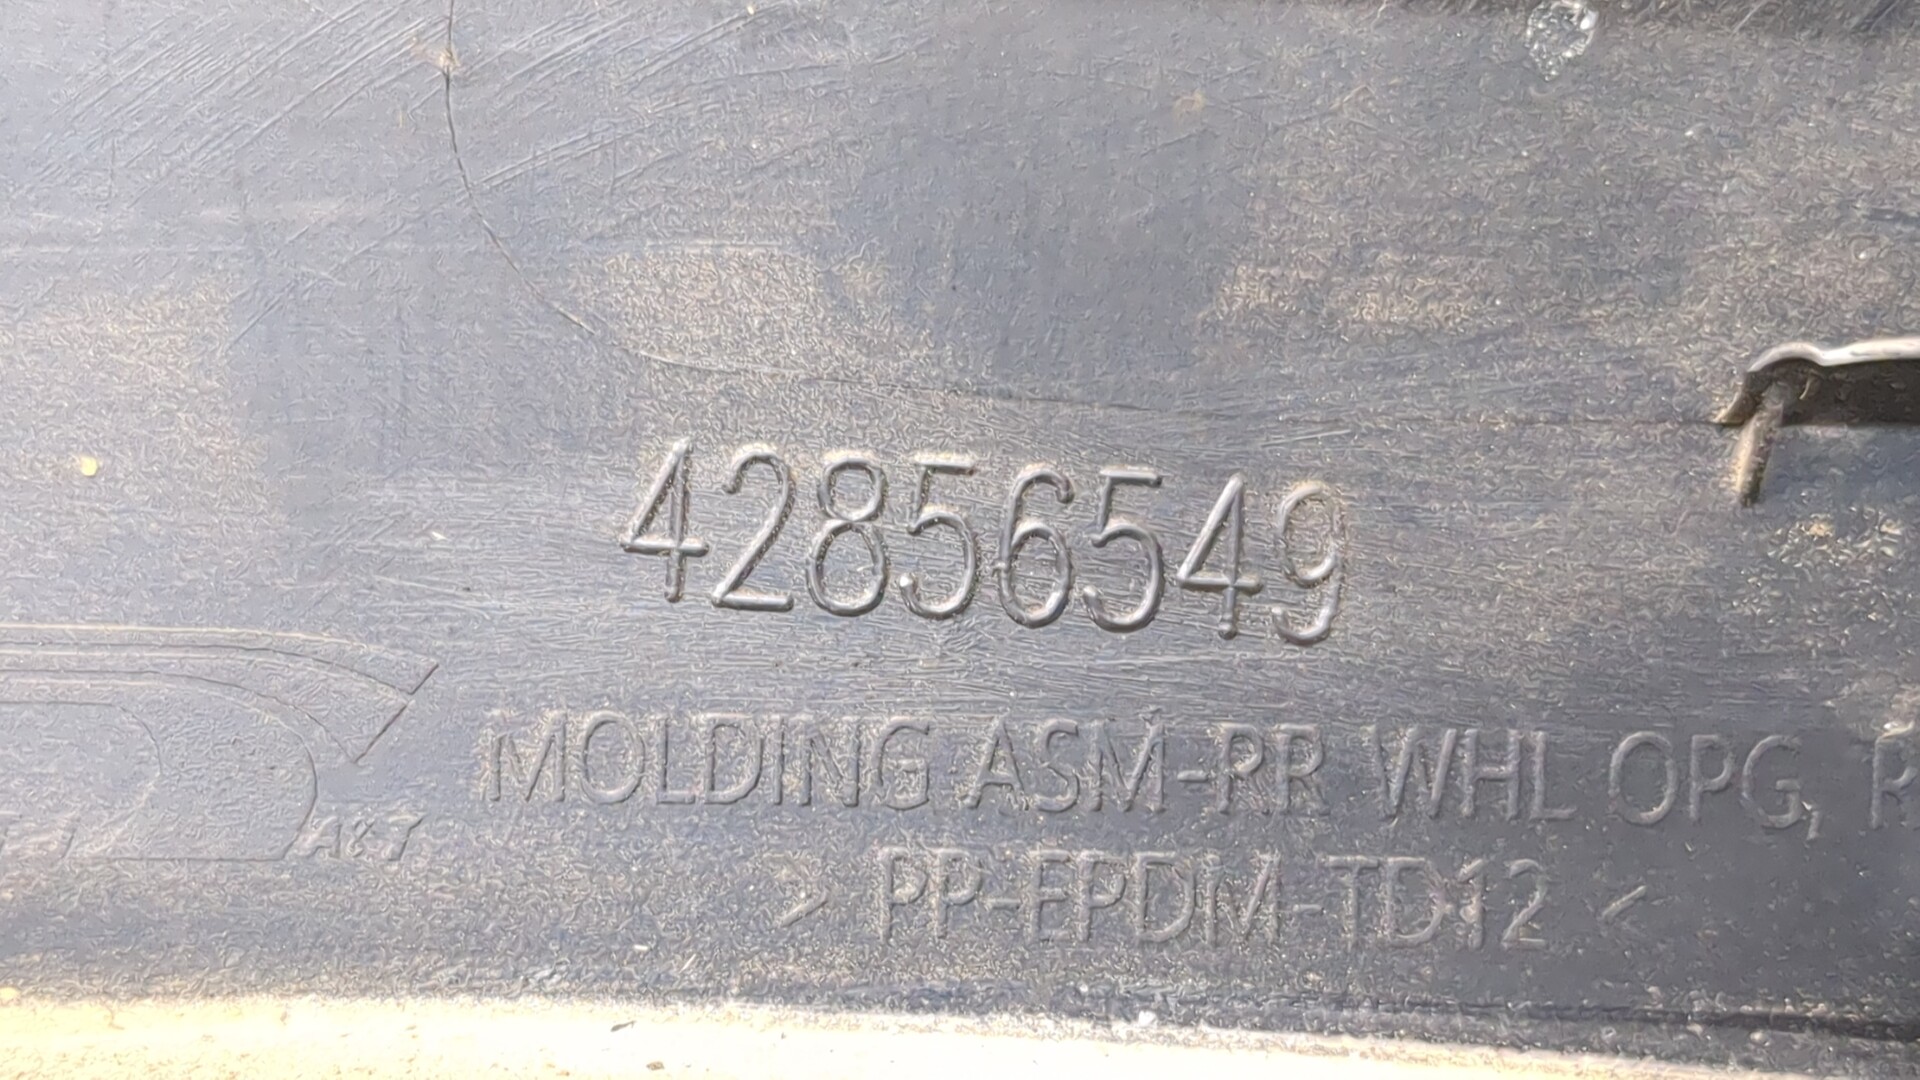 42856549
MOLDING ASM-RR WHL OPG, R
A&T
> PP-EPDM-TD12 <